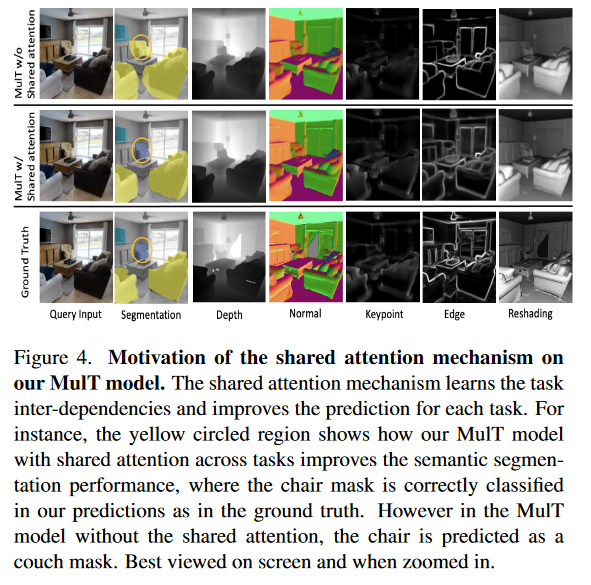 MulT w/o
Shared attention
MulT w/
Shared attention
Ground Truth
Query Input Segmentation Depth Normal Keypoint Edge Reshading
Figure 4. Motivation of the shared attention mechanism on
our MulT model. The shared attention mechanism learns the task
inter-dependencies and improves the prediction for each task. For
instance, the yellow circled region shows how our MulT model
with shared attention across tasks improves the semantic segmen-
tation performance, where the chair mask is correctly classified
in our predictions as in the ground truth. However in the MulT
model without the shared attention, the chair is predicted as a
couch mask. Best viewed on screen and when zoomed in.